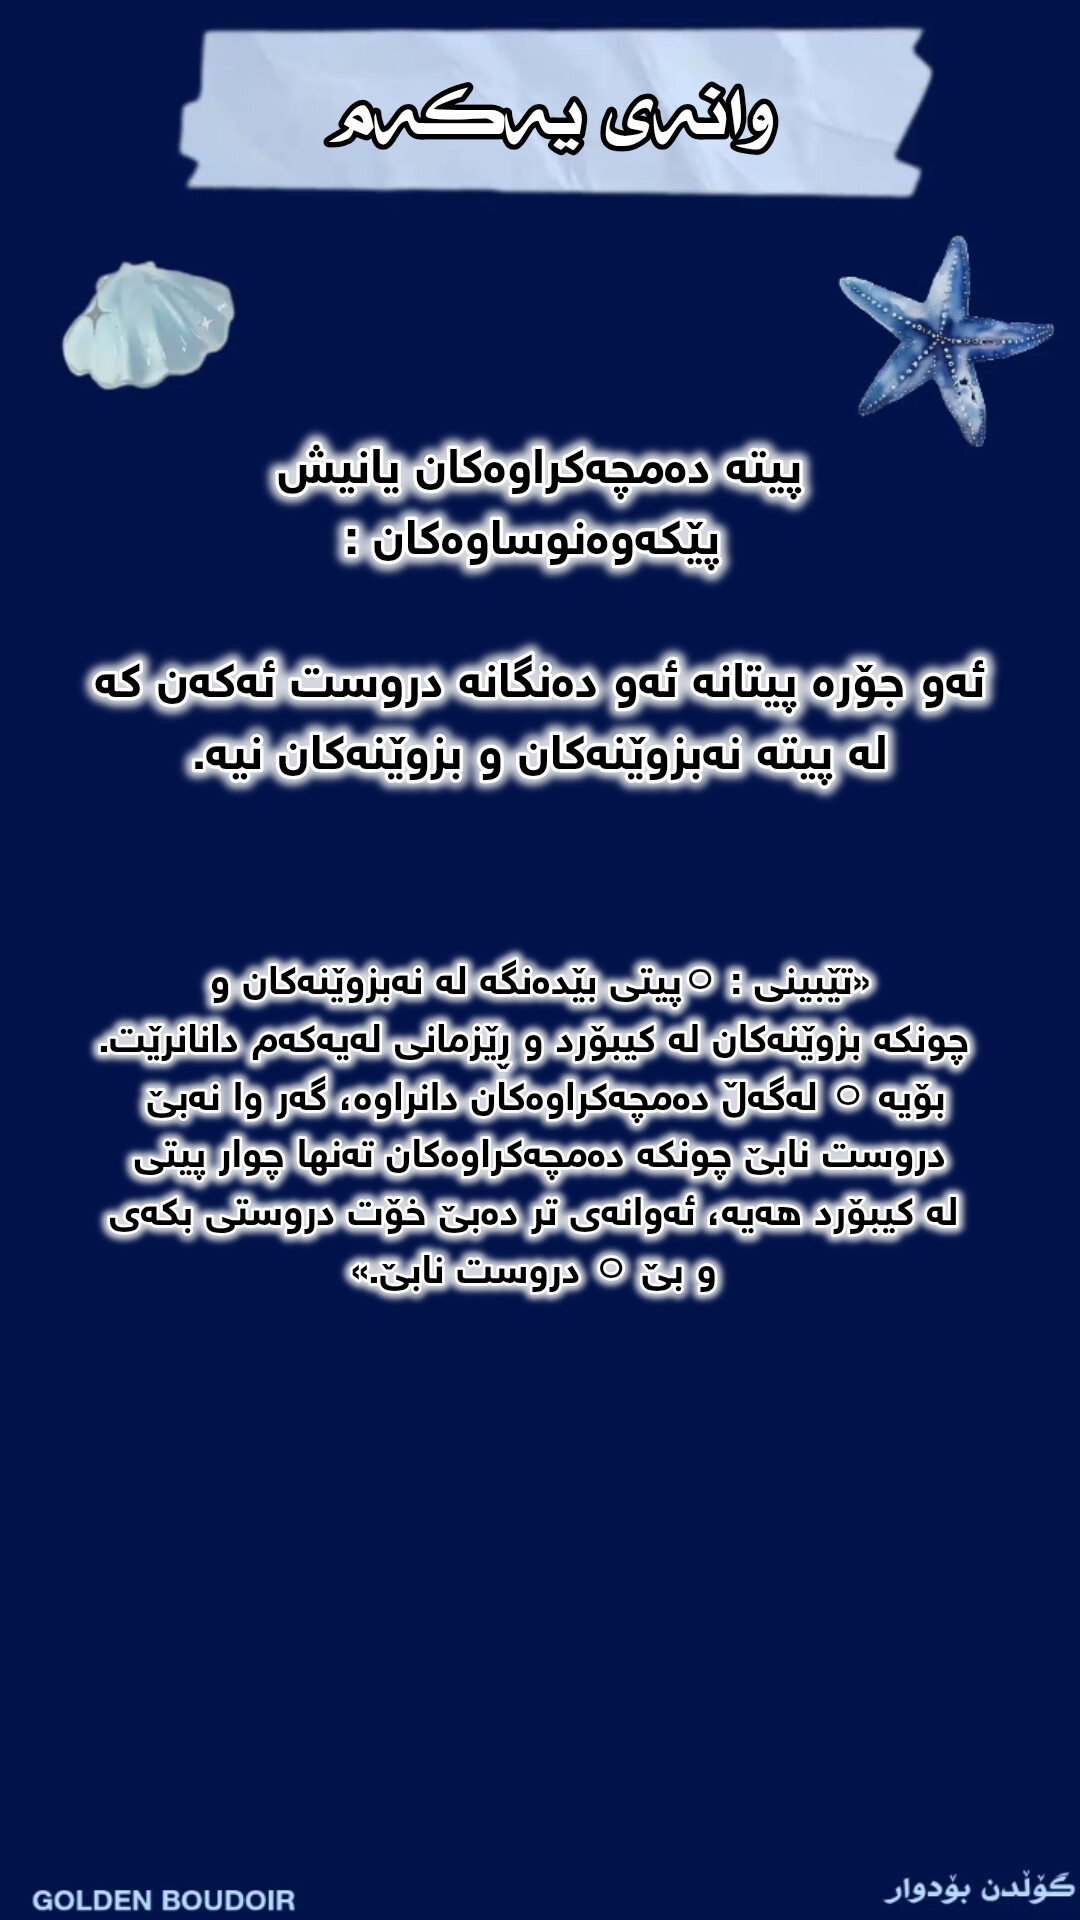 وانەی یەکەم
پیتە دەمچەکراوەکان یانیش
پێکەوەنوساوەکان :
ئەو جۆرە پیتانە ئەو دەنگانە دروست ئەکەن کە
لە پیتە نەبزوێنەکان و بزوێنەکان نیە.
«تێبینی : ㅇپیتی بێدەنگە لە نەبزوێنەکان و
چونکە بزوێنەکان لە کیبۆرد و ڕێزمانی لەیەکەم دانانرێت.
بۆیە ㅇ لەگەڵ دەمچەکراوەکان دانراوە، گەر وا نەبێ
دروست نابێ چونکە دەمچەکراوەکان تەنها چوار پیتی
لە کیبۆرد هەیە، ئەوانەی تر دەبێ خۆت دروستی بکەی
و بێ ㅇ دروست نابێ.»
GOLDEN BOUDOIR
گۆڵدن بۆدوار